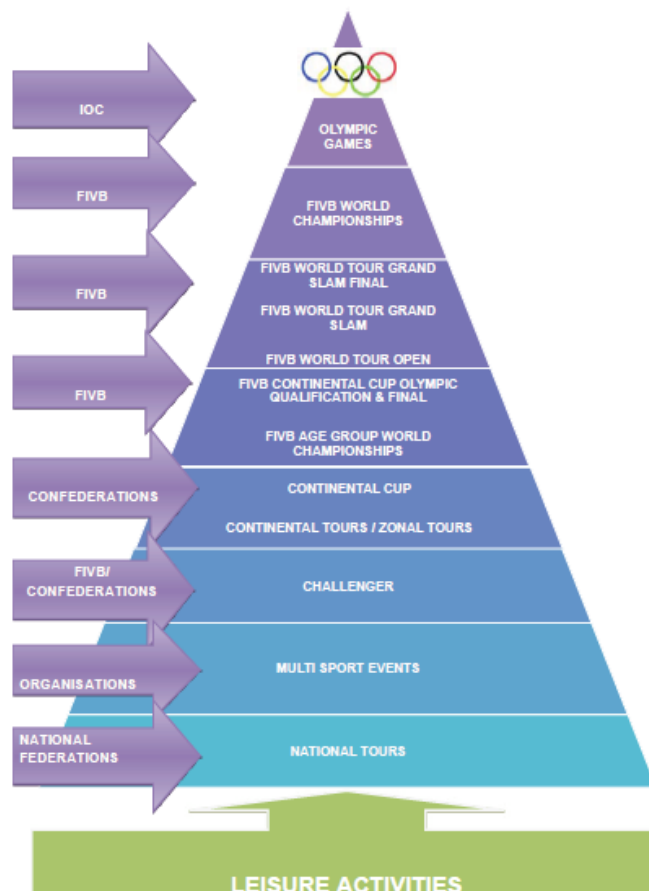 IOC
OLYMPIC
GAMES
FIVB
FIVB WORLD
CHAMPIONSHIPS
FIVB
FIVB WORLD TOUR GRAND
SLAM FINAL
FIVB WORLD TOUR GRAND
SLAM
FIVB WORLD TOUR OPEN
FIVB
FIVB CONTINENTAL CUP OLYMPIC
QUALIFICATION & FINAL
FIVB AGE GROUP WORLD
CHAMPIONSHIPS
CONFEDERATIONS
CONTINENTAL CUP
CONTINENTAL TOURS / ZONAL TOURS
FIVB/
CONFEDERATIONS
CHALLENGER
ORGANISATIONS
MULTI SPORT EVENTS
NATIONAL
FEDERATIONS
NATIONAL TOURS
LEISURE ACTIVITIES